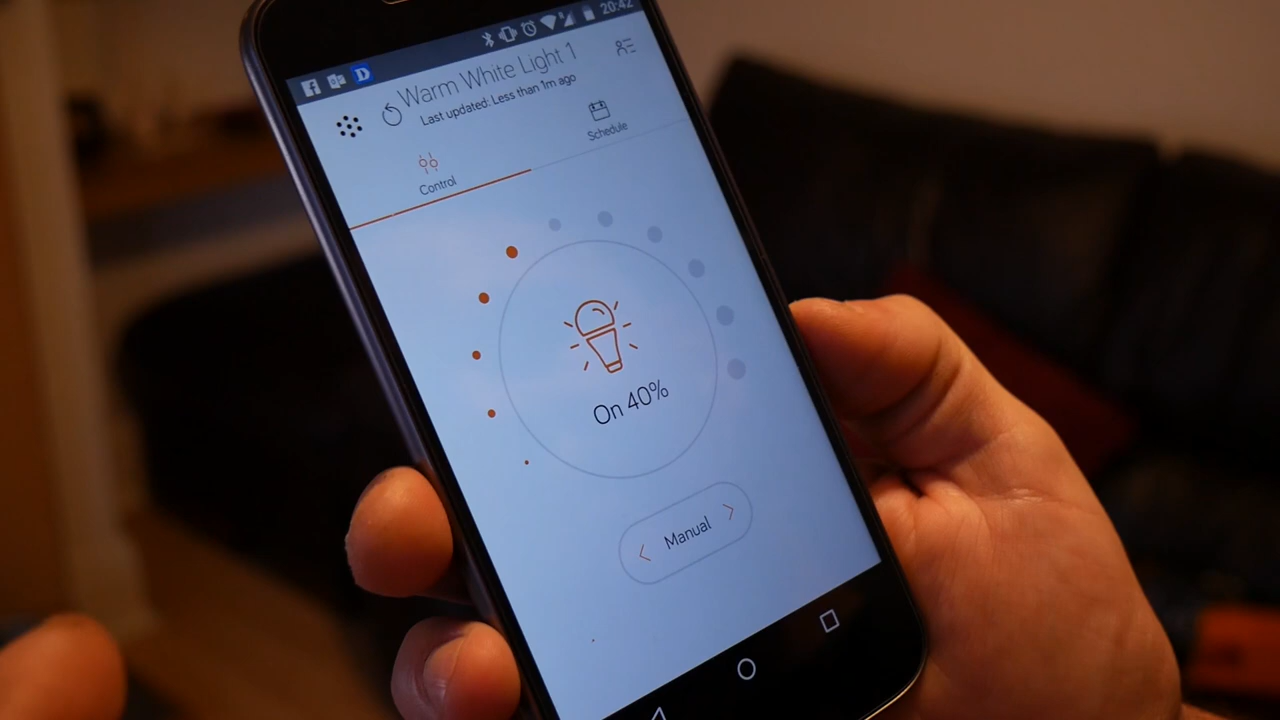 20:42
Warm White Light 1
Last updated: Less than 1m ago
Control
Schedule
On 40%
Manual